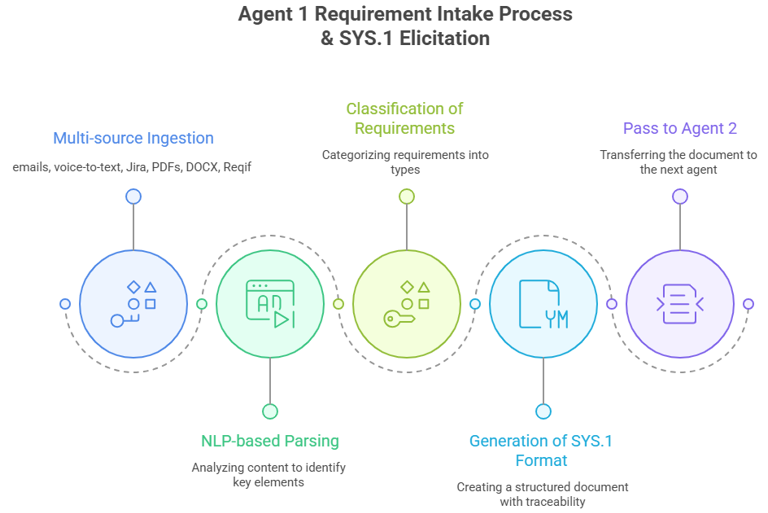 Agent 1 Requirement Intake Process
& SYS.1 Elicitation
Multi-source Ingestion
emails, voice-to-text, Jira, PDFs, DOCX, Reqif
Classification of
Requirements
Categorizing requirements into
types
Pass to Agent 2
Transferring the document to
the next agent
NLP-based Parsing
Analyzing content to identify
key elements
Generation of SYS.1
Format
Creating a structured document
with traceability